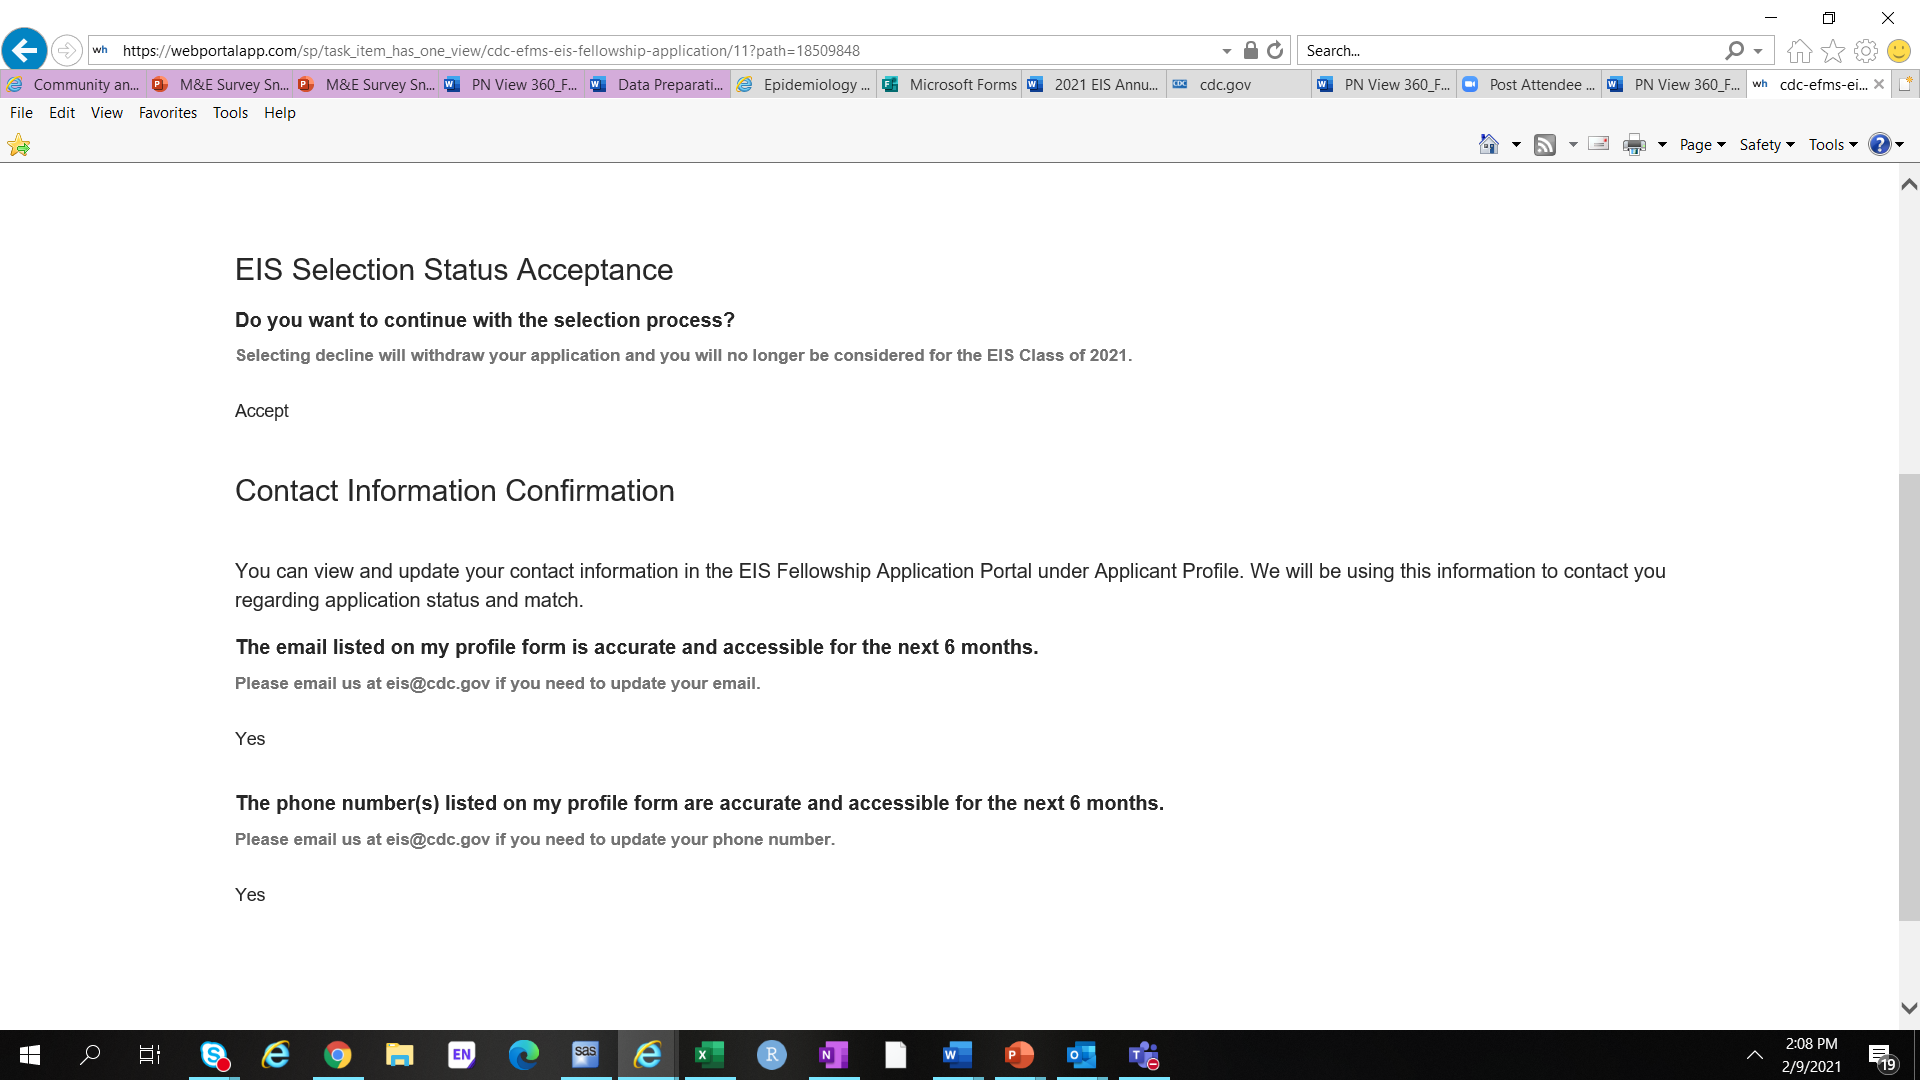 wh https://webportalapp.com/sp/task_item_has_one_view/cdc-efms-eis-fellowship-application/11?path=18509848
Search...
Community an...
M&E Survey Sn...
M&E Survey Sn...
PN View 360_F...
Data Preparati...
Epidemiology ...
Microsoft Forms
2021 EIS Annu...
cdc.gov
PN View 360_F...
Post Attendee ...
PN View 360_F...
wh cdc-efms-ei...
File Edit View Favorites Tools Help
Page Safety Tools
EIS Selection Status Acceptance
Do you want to continue with the selection process?
Selecting decline will withdraw your application and you will no longer be considered for the EIS Class of 2021.
Accept
Contact Information Confirmation
You can view and update your contact information in the EIS Fellowship Application Portal under Applicant Profile. We will be using this information to contact you
regarding application status and match.
The email listed on my profile form is accurate and accessible for the next 6 months.
Please email us at eis@cdc.gov if you need to update your email.
Yes
The phone number(s) listed on my profile form are accurate and accessible for the next 6 months.
Please email us at eis@cdc.gov if you need to update your phone number.
Yes
EN
sas
2:08 PM
2/9/2021
19